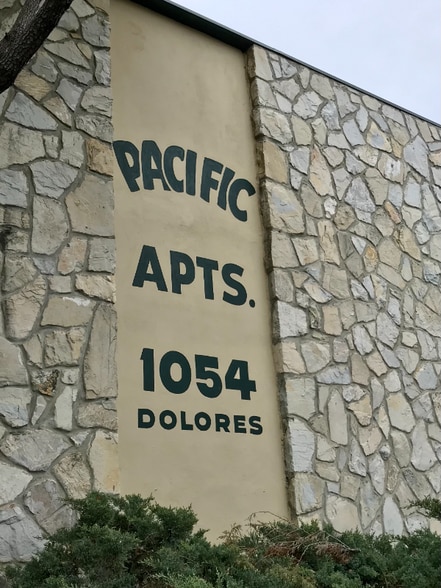 PACIFIC
APTS.
1054
DOLORES